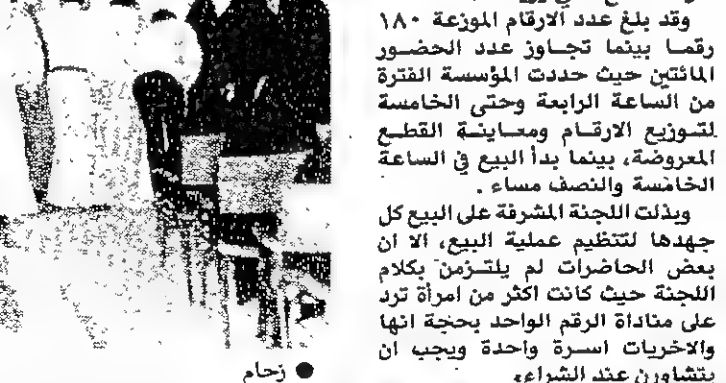 وقد بلغ عدد الارقام الموزعة ١٨٠
رقما بينما تجاوز عدد الحضور
المائتين حيث حددت المؤسسة الفترة
من الساعة الرابعة وحتى الخامسة
لتوزيع الارقام ومعاينة القطع
المعروضة، بينما بدأ البيع في الساعة
الخامسة والنصف مساء .
وبذلت اللجنة المشرفة على البيع كل
جهدها لتنظيم عملية البيع، الا ان
بعض الحاضرات لم يلتزمن بكلام
اللجنة حيث كانت اكثر من امرأة ترد
على مناداة الرقم الواحد بحجة انها
والاخريات اسرة واحدة ويجب ان
يتشاورن عند الشراء.
● زحام